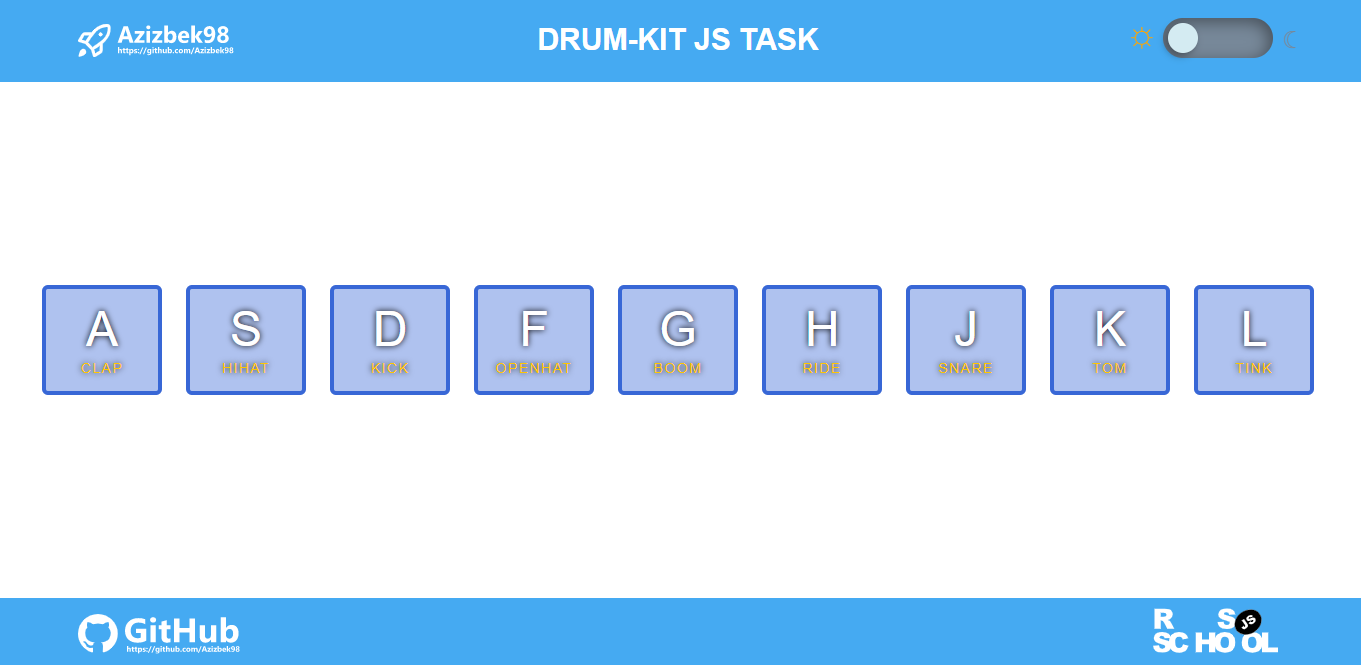 Azizbek98
https://github.com/Azizbek98
DRUM-KIT JS TASK
A
CLAP
S
HIHAT
D
KICK
F
OPENHAT
G
BOOM
H
RIDE
J
SNARE
K
TOM
L
TINK
GitHub
https://github.com/Azizbek98
R S JS
SCHOOL